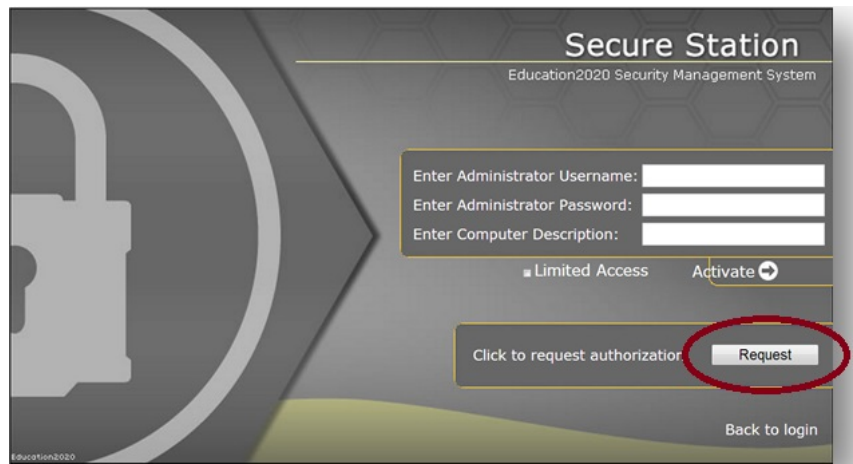 Secure Station
Education2020 Security Management System
Enter Administrator Username:
Enter Administrator Password:
Enter Computer Description:
Limited Access Activate
Click to request authorization Request
Back to login
Education2020